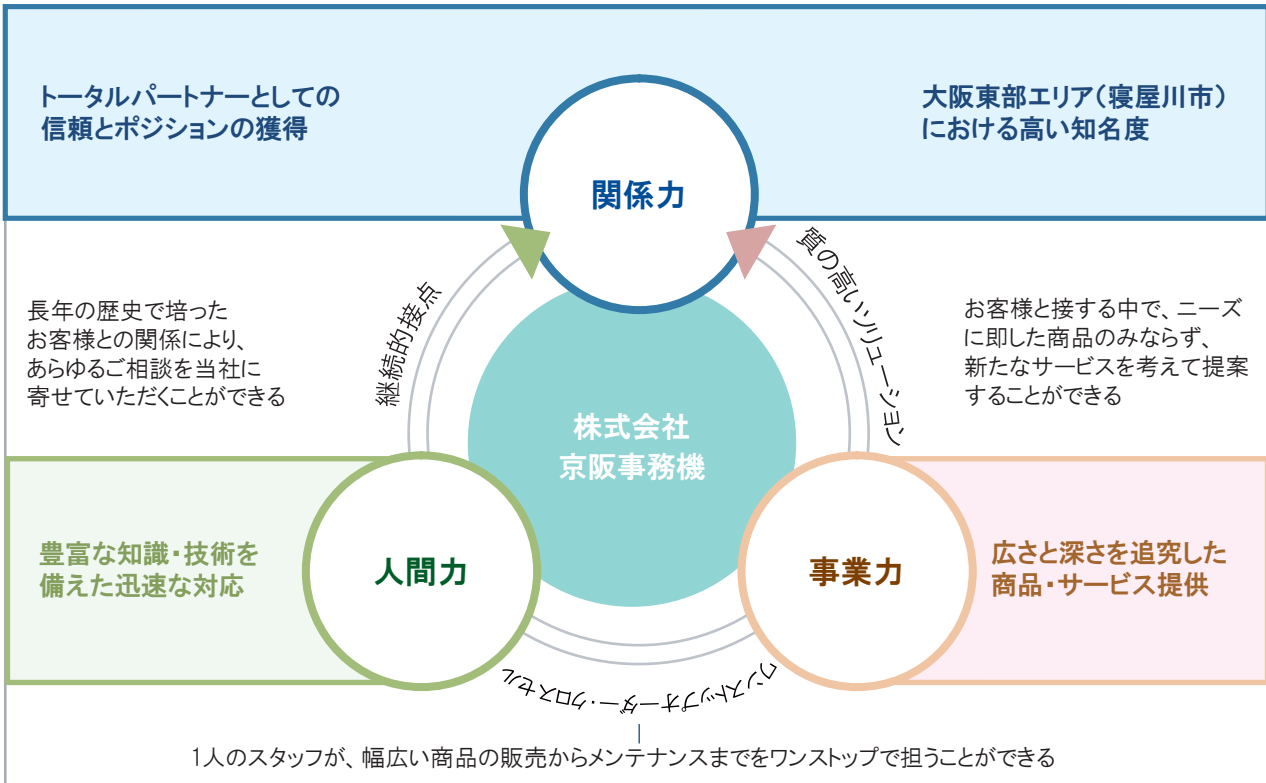 トータルパートナーとしての
信頼とポジションの獲得
大阪東部エリア（寝屋川市）
における高い知名度
関係力
継続的接点
質の高いソリューション
長年の歴史で培った
お客様との関係により、
あらゆるご相談を当社に
寄せていただくことができる
お客様と接する中で、ニーズ
に即した商品のみならず、
新たなサービスを考えて提案
することができる
株式会社
京阪事務機
豊富な知識・技術を
備えた迅速な対応
人間力
事業力
広さと深さを追究した
商品・サービス提供
ワンストップオーダー・クロスセル
1人のスタッフが、幅広い商品の販売からメンテナンスまでをワンストップで担うことができる